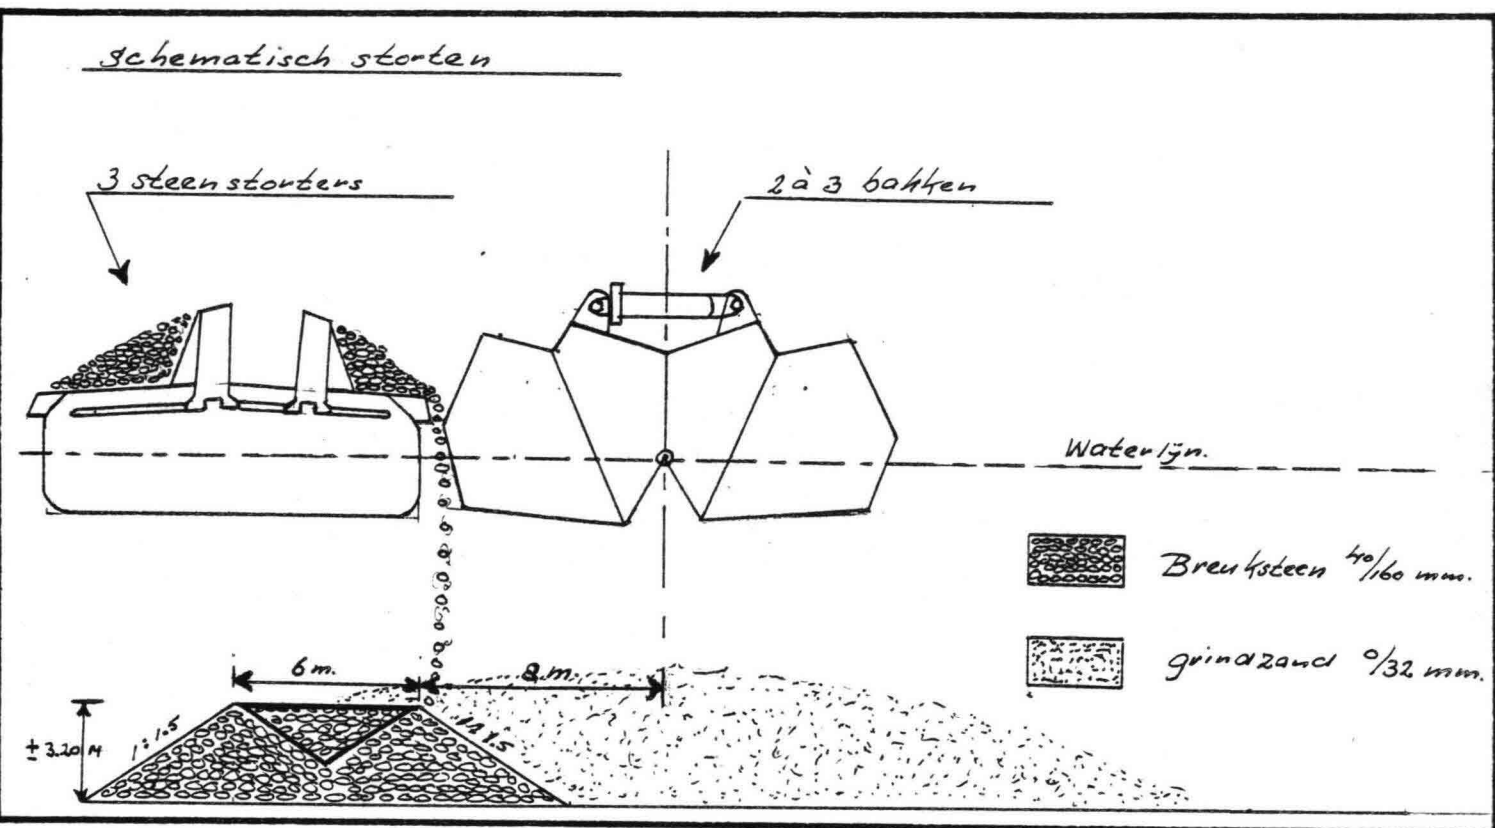 schematisch storten
3 steenstorters
2 à 3 bakken
Waterlijn.
Breuksteen 40/160 mm.
grindzand 0/32 mm.
6 m.
8 m.
± 3.20 M
1:1.5
1:1.5